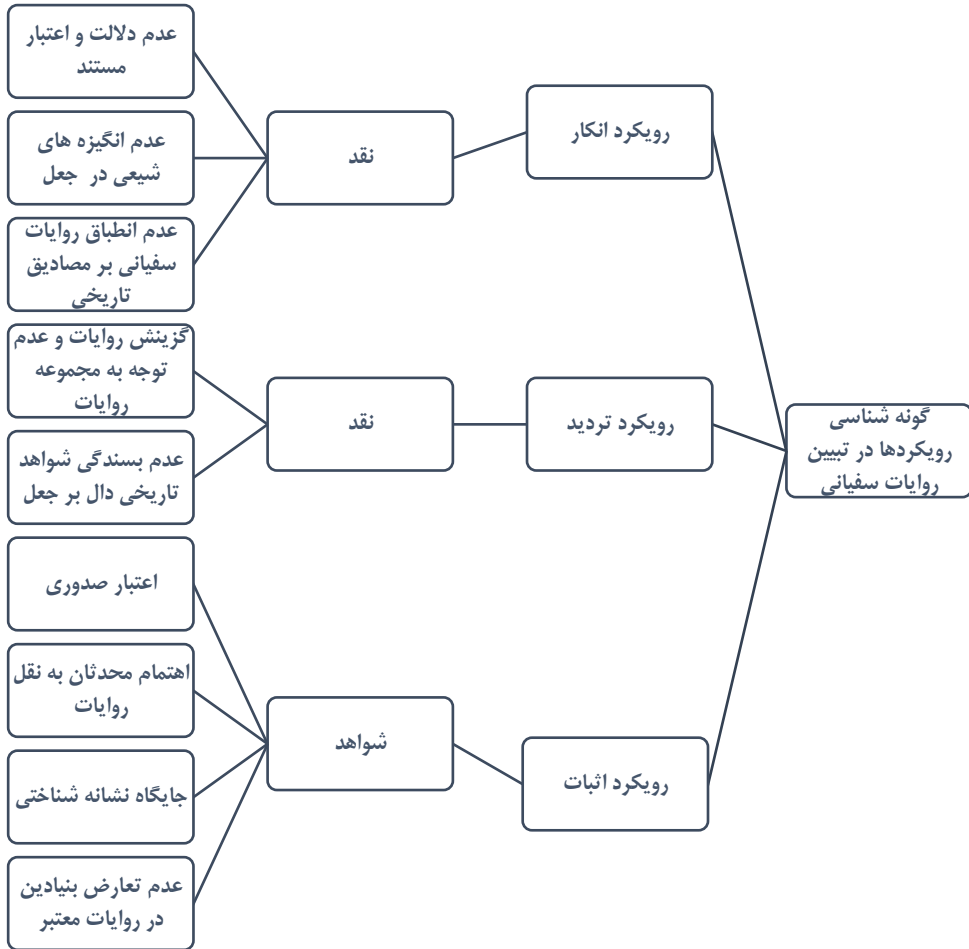 گونه شناسی
رویکردها در تبیین
روایات سفیانی
رویکرد انکار
نقد
عدم دلالت و اعتبار
مستند
عدم انگیزه های
شیعی در جعل
عدم انطباق روایات
سفیانی بر مصادیق
تاریخی
رویکرد تردید
نقد
گزینش روایات و عدم
توجه به مجموعه
روایات
عدم بسندگی شواهد
تاریخی دال بر جعل
رویکرد اثبات
شواهد
اعتبار صدوری
اهتمام محدثان به نقل
روایات
جایگاه نشانه شناختی
عدم تعارض بنیادین
در روایات معتبر